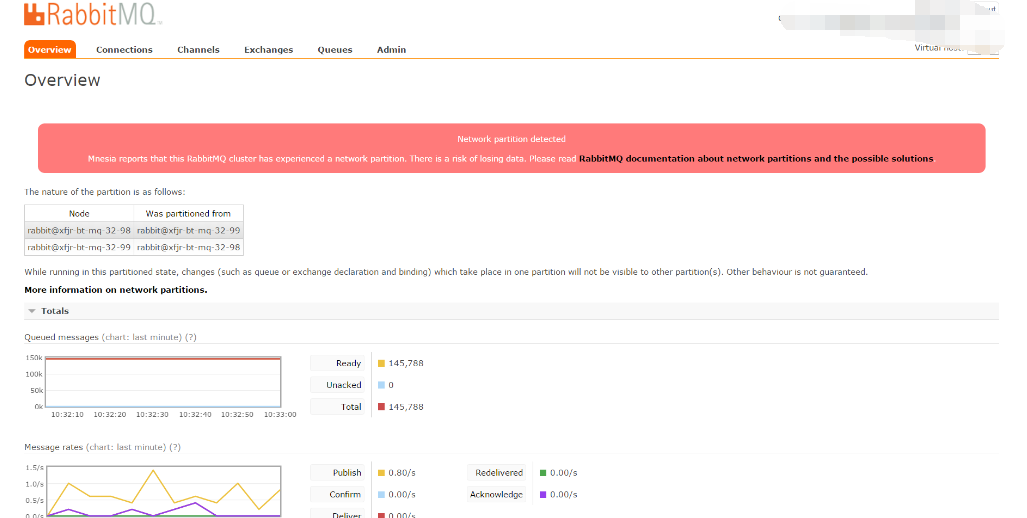 RabbitMQ
Overview Connections Channels Exchanges Queues Admin
Virtual
Overview
Network partition detected
Mnesia reports that this RabbitMQ cluster has experienced a network partition. There is a risk of losing data. Please read RabbitMQ documentation about network partitions and the possible solutions
The nature of the partition is as follows:
Node Was partitioned from
rabbit@xfjr-bt-mq-32-98 rabbit@xfjr-bt-mq-32-99
rabbit@xfjr-bt-mq-32-99 rabbit@xfjr-bt-mq-32-98
While running in this partitioned state, changes (such as queue or exchange declaration and binding) which take place in one partition will not be visible to other partition(s). Other behaviour is not guaranteed.
More information on network partitions.
Totals
Queued messages (chart: last minute) (?)
150k
100k
50k
0k
10:32:10 10:32:20 10:32:30 10:32:40 10:32:50 10:33:00
Ready 145,788
Unacked 0
Total 145,788
Message rates (chart: last minute) (?)
1.5/s
1.0/s
0.5/s
0.0/s
Publish 0.80/s Redelivered 0.00/s
Confirm 0.00/s Acknowledge 0.00/s
Deliver 0.00/s